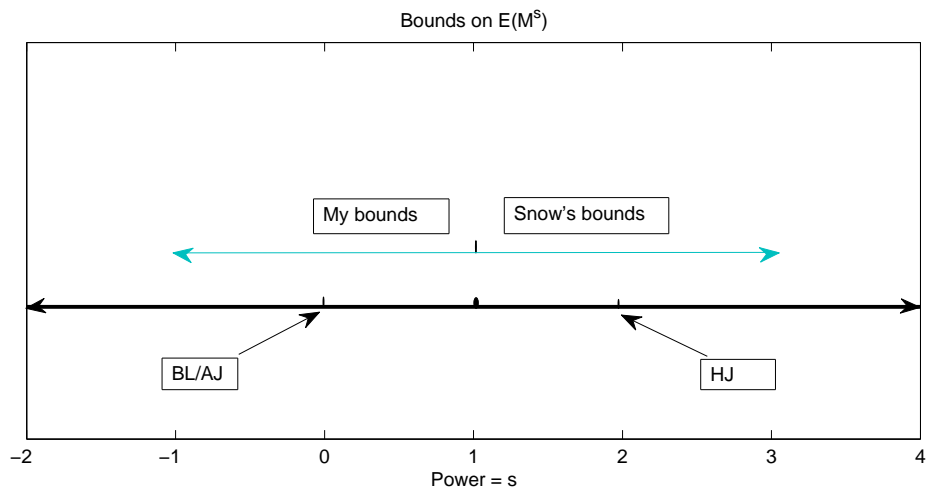 Bounds on E(M^s)
My bounds
Snow's bounds
BL/AJ
HJ
−2 −1 0 1 2 3 4
Power = s